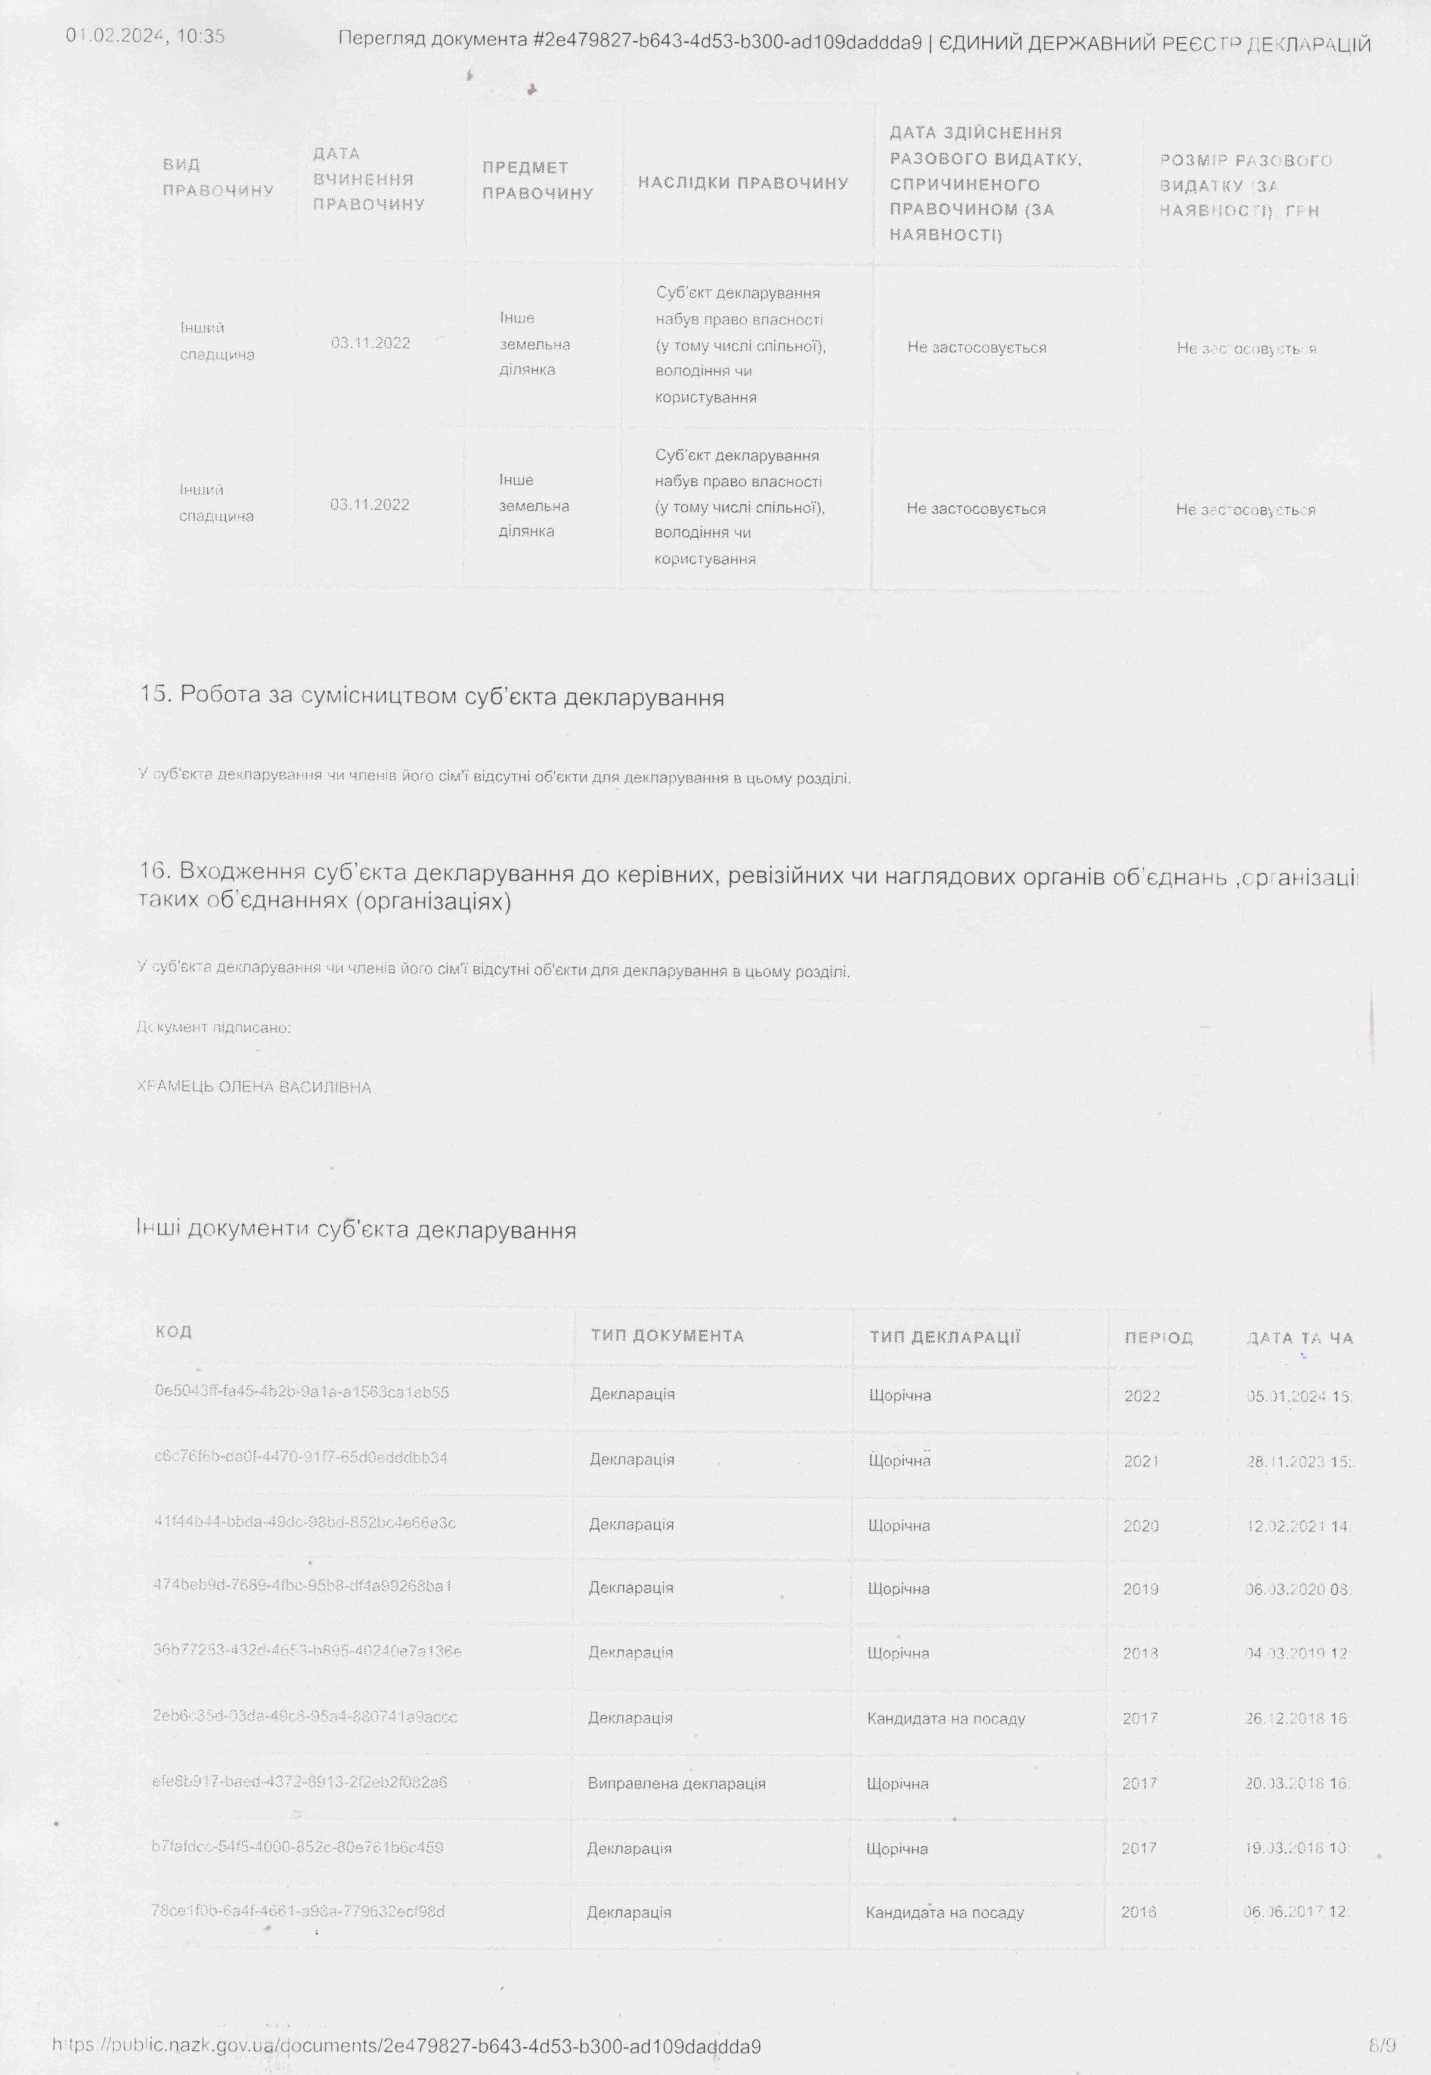 01.02.2024, 10:35
Перегляд документа #2e479827-b643-4d53-b300-ad109daddda9 | ЄДИНИЙ ДЕРЖАВНИЙ РЕЄСТР ДЕКЛАРАЦІЙ
ВИД
ПРАВОЧИНУ
ДАТА
ВЧИНЕННЯ
ПРАВОЧИНУ
ПРЕДМЕТ
ПРАВОЧИНУ
НАСЛІДКИ ПРАВОЧИНУ
ДАТА ЗДІЙСНЕННЯ
РАЗОВОГО ВИДАТКУ,
СПРИЧИНЕНОГО
ПРАВОЧИНОМ (ЗА
НАЯВНОСТІ)
РОЗМІР РАЗОВОГО
ВИДАТКУ (ЗА
НАЯВНОСТІ), ГРН
Інший
спадщина
03.11.2022
Інше
земельна
ділянка
Суб'єкт декларування
набув право власності
(у тому числі спільної),
володіння чи
користування
Не застосовується
Не застосовується
Інший
спадщина
03.11.2022
Інше
земельна
ділянка
Суб'єкт декларування
набув право власності
(у тому числі спільної),
володіння чи
користування
Не застосовується
Не застосовується
15. Робота за сумісництвом суб'єкта декларування
У суб'єкта декларування чи членів його сім'ї відсутні об'єкти для декларування в цьому розділі.
16. Входження суб'єкта декларування до керівних, ревізійних чи наглядових органів об'єднань ,організаці
таких об'єднаннях (організаціях)
У суб'єкта декларування чи членів його сім'ї відсутні об'єкти для декларування в цьому розділі.
Документ підписано:
ХРАМЕЦЬ ОЛЕНА ВАСИЛІВНА
Інші документи суб'єкта декларування
КОД ТИП ДОКУМЕНТА ТИП ДЕКЛАРАЦІЇ ПЕРІОД ДАТА ТА ЧА
0e5043ff-fa45-4b2b-9a1a-a1563ca1eb55 Декларація Щорічна 2022 05.01.2024 15:
c6c76f6b-da0f-4470-91f7-65d0edddbb34 Декларація Щорічна 2021 28.11.2023 15:
41f44b44-bbda-49dc-98bd-852bc4e66e3c Декларація Щорічна 2020 12.02.2021 14:
474beb9d-7689-4fbc-95b8-df4a99268ba1 Декларація Щорічна 2019 06.03.2020 08:
36b77253-432d-4653-b895-40240e7a136e Декларація Щорічна 2018 04.03.2019 12:
2eb6c35d-03da-49c8-95a4-880741a9accc Декларація Кандидата на посаду 2017 26.12.2018 16:
efe8b917-baed-4372-8913-2f2eb2f082a6 Виправлена декларація Щорічна 2017 20.03.2018 16:
b7fafdcc-54f5-4000-852c-80e761b6c459 Декларація Щорічна 2017 19.03.2018 10:
78ce1f0b-6a4f-4661-a98a-779632ecf98d Декларація Кандидата на посаду 2016 06.06.2017 12:
https://public.nazk.gov.ua/documents/2e479827-b643-4d53-b300-ad109daddda9
8/9